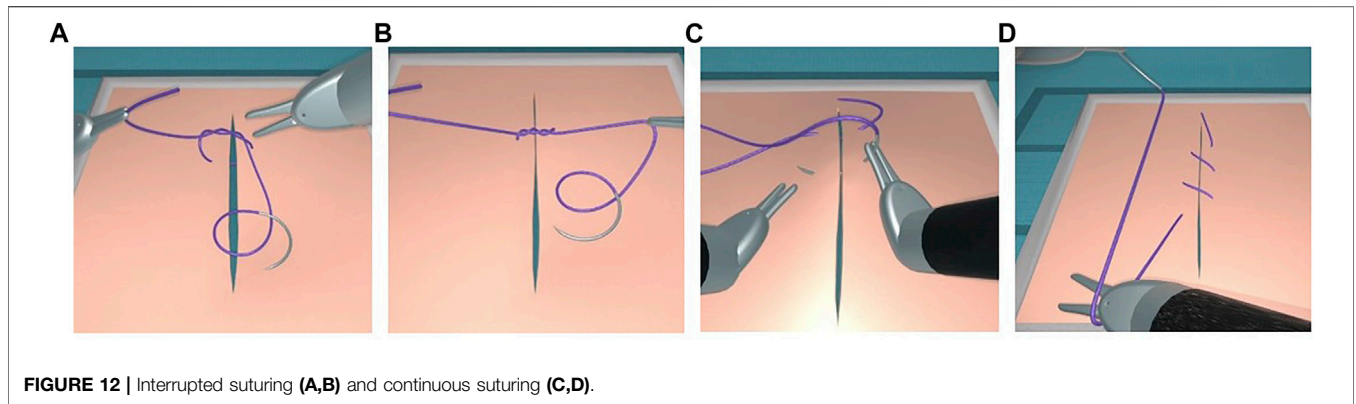 A B C D
FIGURE 12 | Interrupted suturing (A,B) and continuous suturing (C,D).